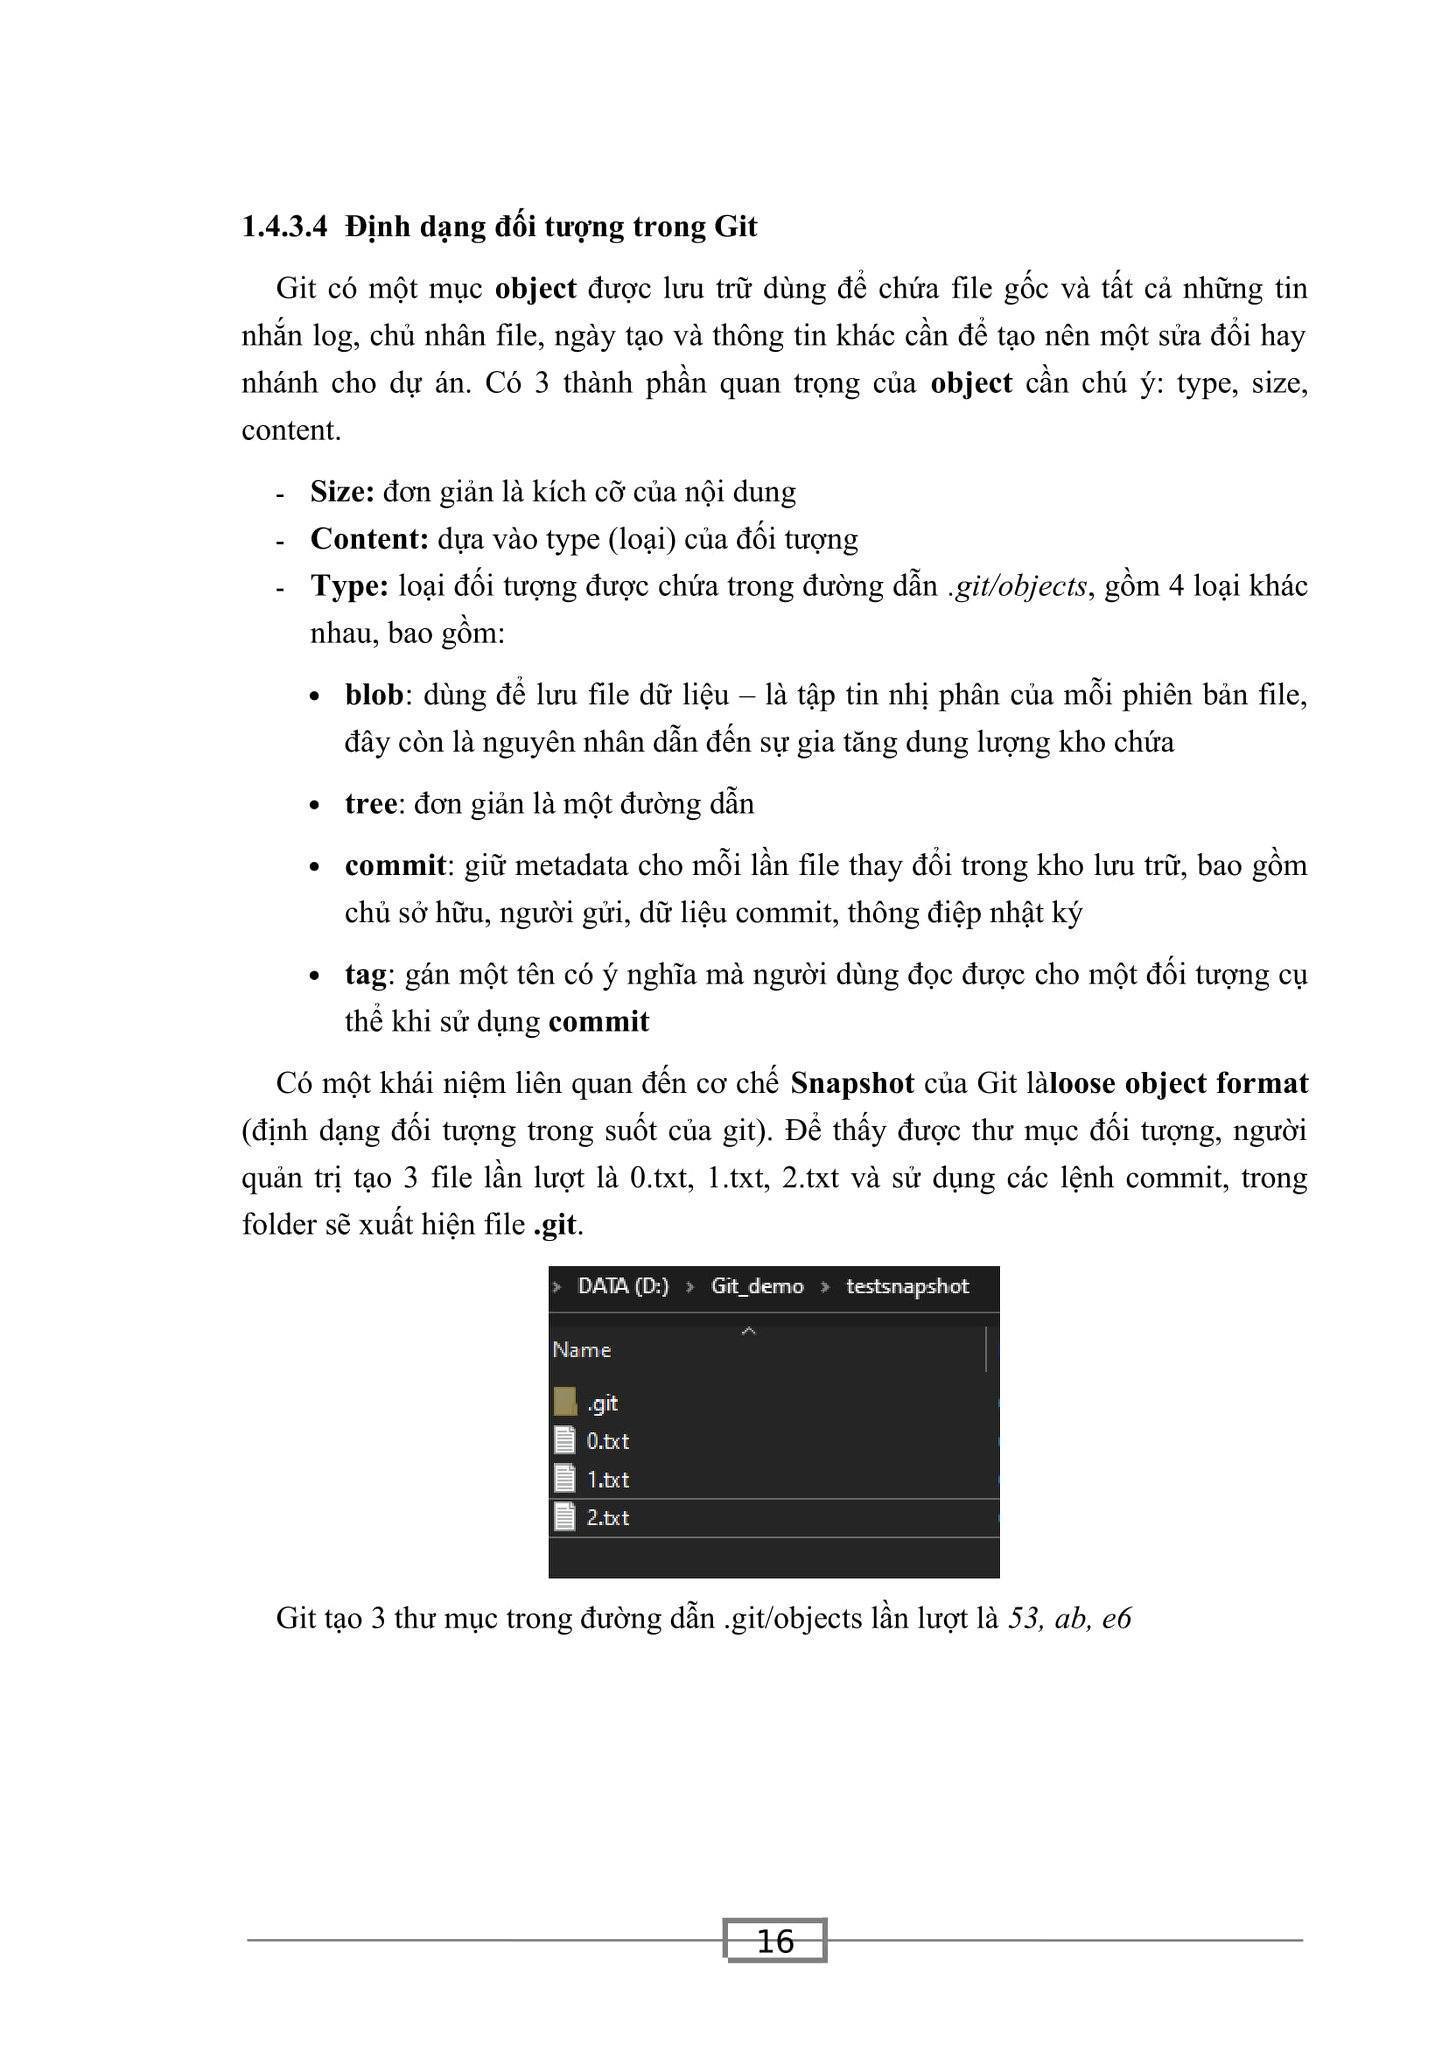 1.4.3.4 Định dạng đối tượng trong Git
Git có một mục object được lưu trữ dùng để chứa file gốc và tất cả những tin
nhắn log, chủ nhân file, ngày tạo và thông tin khác cần để tạo nên một sửa đổi hay
nhánh cho dự án. Có 3 thành phần quan trọng của object cần chú ý: type, size,
content.
- Size: đơn giản là kích cỡ của nội dung
- Content: dựa vào type (loại) của đối tượng
- Type: loại đối tượng được chứa trong đường dẫn .git/objects, gồm 4 loại khác
nhau, bao gồm:
• blob: dùng để lưu file dữ liệu – là tập tin nhị phân của mỗi phiên bản file,
đây còn là nguyên nhân dẫn đến sự gia tăng dung lượng kho chứa
• tree: đơn giản là một đường dẫn
• commit: giữ metadata cho mỗi lần file thay đổi trong kho lưu trữ, bao gồm
chủ sở hữu, người gửi, dữ liệu commit, thông điệp nhật ký
• tag: gán một tên có ý nghĩa mà người dùng đọc được cho một đối tượng cụ
thể khi sử dụng commit
Có một khái niệm liên quan đến cơ chế Snapshot của Git làloose object format
(định dạng đối tượng trong suốt của git). Để thấy được thư mục đối tượng, người
quản trị tạo 3 file lần lượt là 0.txt, 1.txt, 2.txt và sử dụng các lệnh commit, trong
folder sẽ xuất hiện file .git.
› DATA (D:) › Git_demo › testsnapshot
Name
.git
0.txt
1.txt
2.txt
Git tạo 3 thư mục trong đường dẫn .git/objects lần lượt là 53, ab, e6
16